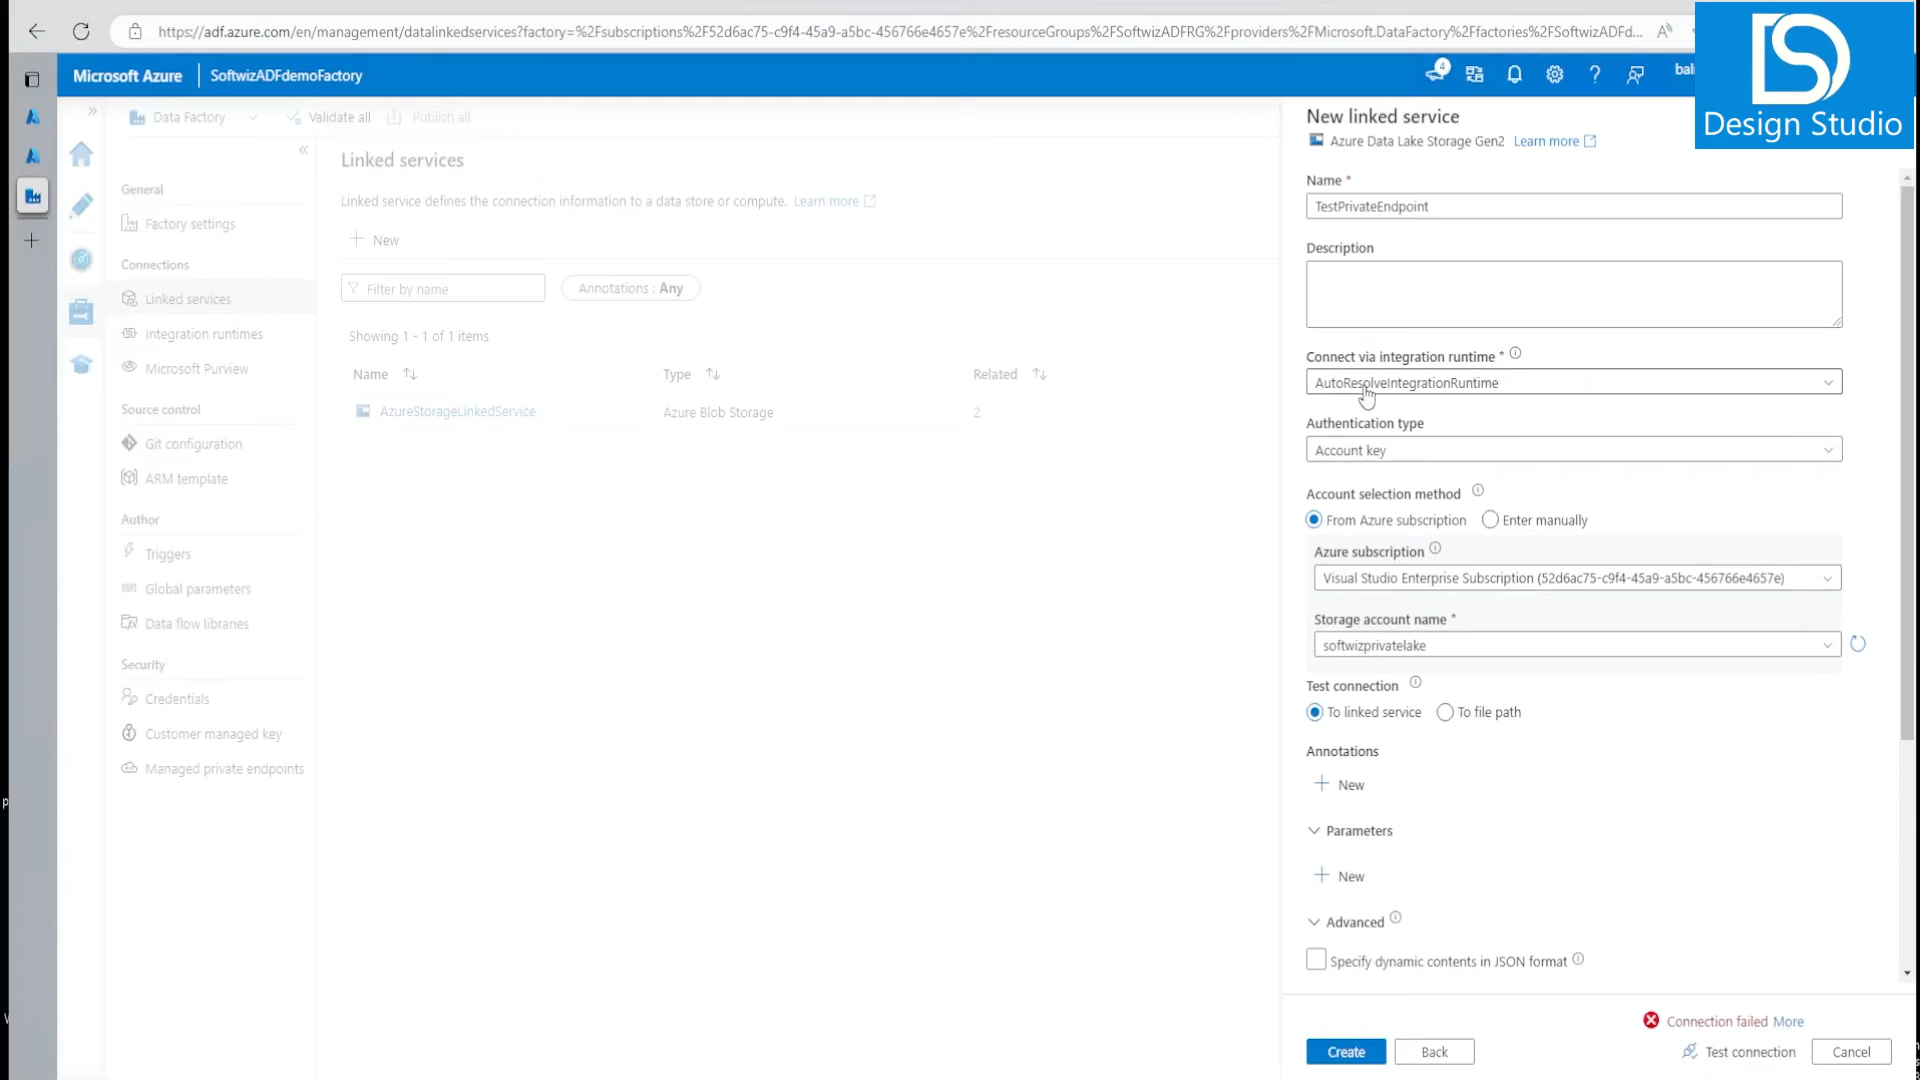 https://adf.azure.com/en/management/datalinkedservices?factory=%2Fsubscriptions%2F52d6ac75-c9f4-45a9-a5bc-456766e4657e%2FresourceGroups%2FSoftwizADFRG%2Fproviders%2FMicrosoft.DataFactory%2Ffactories%2FSoftwizADFd...
Microsoft Azure
SoftwizADFdemoFactory
4
bal
Design Studio
Data Factory
Validate all
Publish all
General
Factory settings
Connections
Linked services
Integration runtimes
Microsoft Purview
Source control
Git configuration
ARM template
Author
Triggers
Global parameters
Data flow libraries
Security
Credentials
Customer managed key
Managed private endpoints
Linked services
Linked service defines the connection information to a data store or compute. Learn more
New
Filter by name
Annotations : Any
Showing 1 - 1 of 1 items
Name Type Related
AzureStorageLinkedService Azure Blob Storage 2
New linked service
Azure Data Lake Storage Gen2 Learn more
Name *
TestPrivateEndpoint
Description
Connect via integration runtime *
AutoResolveIntegrationRuntime
Authentication type
Account key
Account selection method
From Azure subscription Enter manually
Azure subscription
Visual Studio Enterprise Subscription (52d6ac75-c9f4-45a9-a5bc-456766e4657e)
Storage account name *
softwizprivatelake
Test connection
To linked service To file path
Annotations
New
Parameters
New
Advanced
Specify dynamic contents in JSON format
Connection failed More
Create Back Test connection Cancel